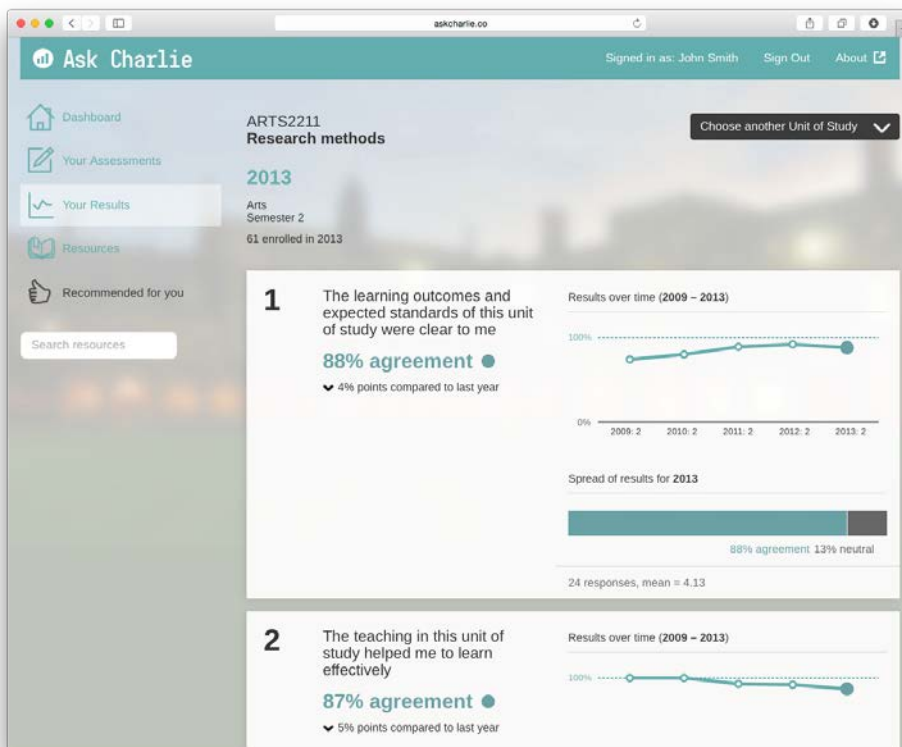 askcharlie.co
Ask Charlie
Signed in as: John Smith
Sign Out
About
Dashboard
Your Assessments
Your Results
Resources
Recommended for you
Search resources
ARTS2211
Research methods
Choose another Unit of Study
2013
Arts
Semester 2
61 enrolled in 2013
1
The learning outcomes and
expected standards of this unit
of study were clear to me
88% agreement
4% points compared to last year
Results over time (2009 – 2013)
100%
0%
2009: 2
2010: 2
2011: 2
2012: 2
2013: 2
Spread of results for 2013
88% agreement 13% neutral
24 responses, mean = 4.13
2
The teaching in this unit of
study helped me to learn
effectively
87% agreement
5% points compared to last year
Results over time (2009 – 2013)
100%